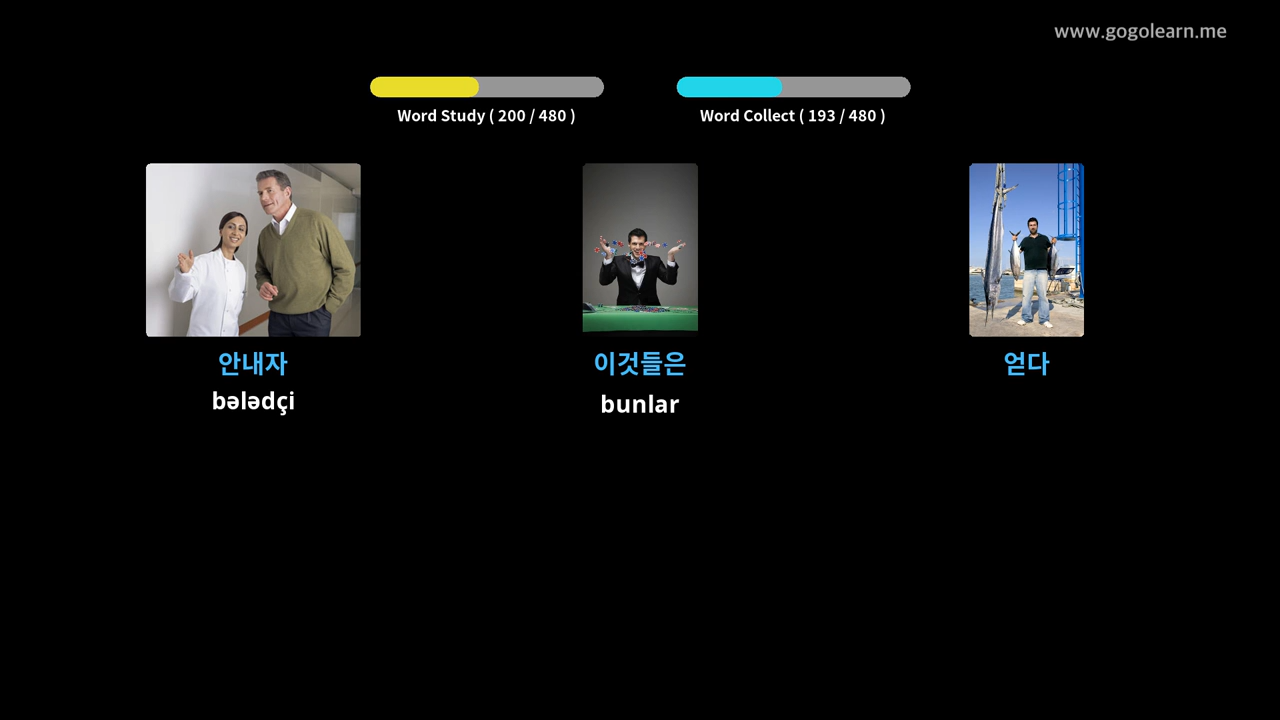 www.gogolearn.me
Word Study ( 200 / 480 )
Word Collect ( 193 / 480 )
안내자
이것들은
얻다
bələdçi
bunlar